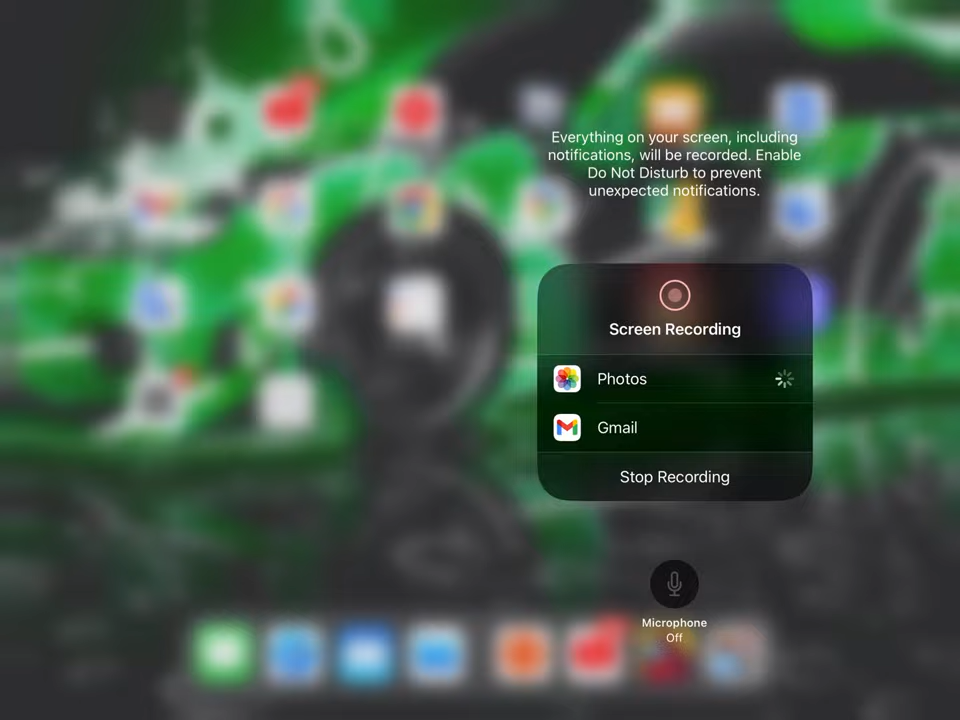 Everything on your screen, including
notifications, will be recorded. Enable
Do Not Disturb to prevent
unexpected notifications.
Screen Recording
Photos
Gmail
Stop Recording
Microphone
Off